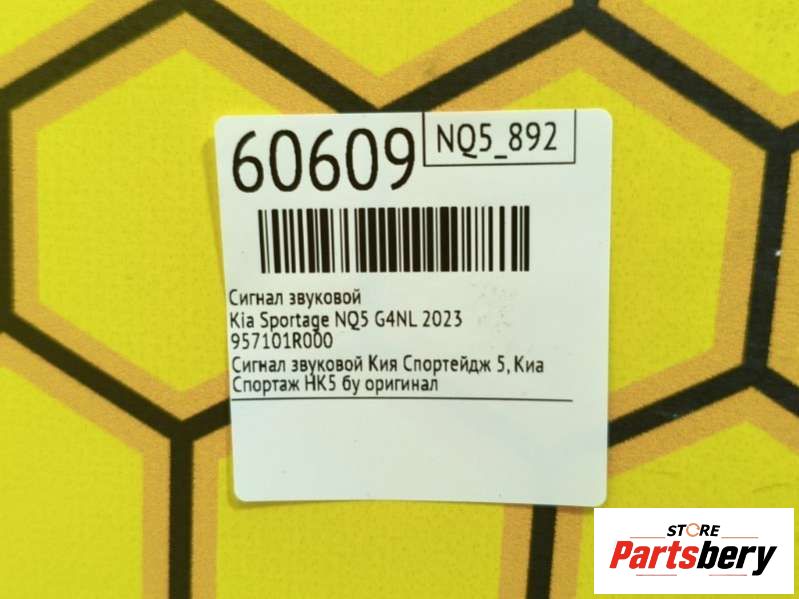 60609
NQ5_892
Сигнал звуковой
Kia Sportage NQ5 G4NL 2023
957101R000
Сигнал звуковой Кия Спортейдж 5, Киа
Спортаж НК5 бу оригинал
STORE
Partsbery